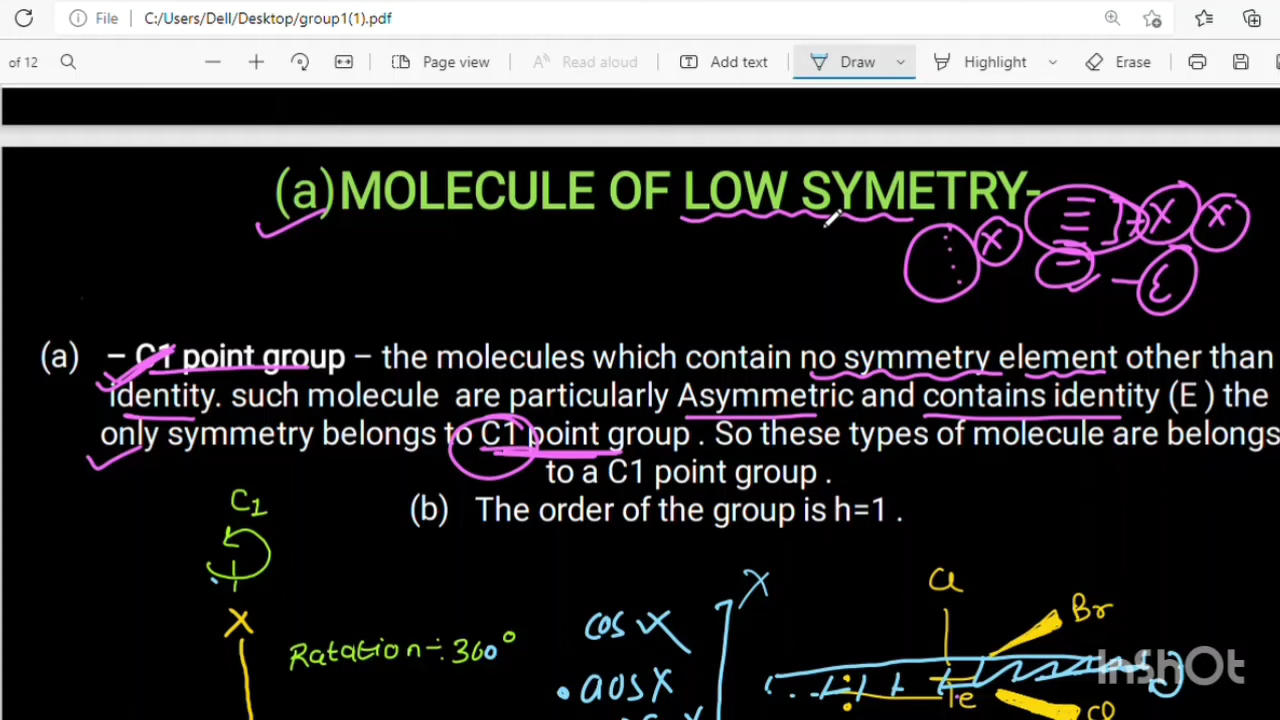 File C:/Users/Dell/Desktop/group1(1).pdf
of 12 Page view Read aloud Add text Draw Highlight Erase
(a)MOLECULE OF LOW SYMETRY-
E X X
X
E
(a) – C1 point group – the molecules which contain no symmetry element other than
identity. such molecule are particularly Asymmetric and contains identity (E ) the
only symmetry belongs to C1 point group . So these types of molecule are belongs
to a C1 point group .
(b) The order of the group is h=1 .
C1
X
Ratation÷360°
X
Cl
Br
InShOt